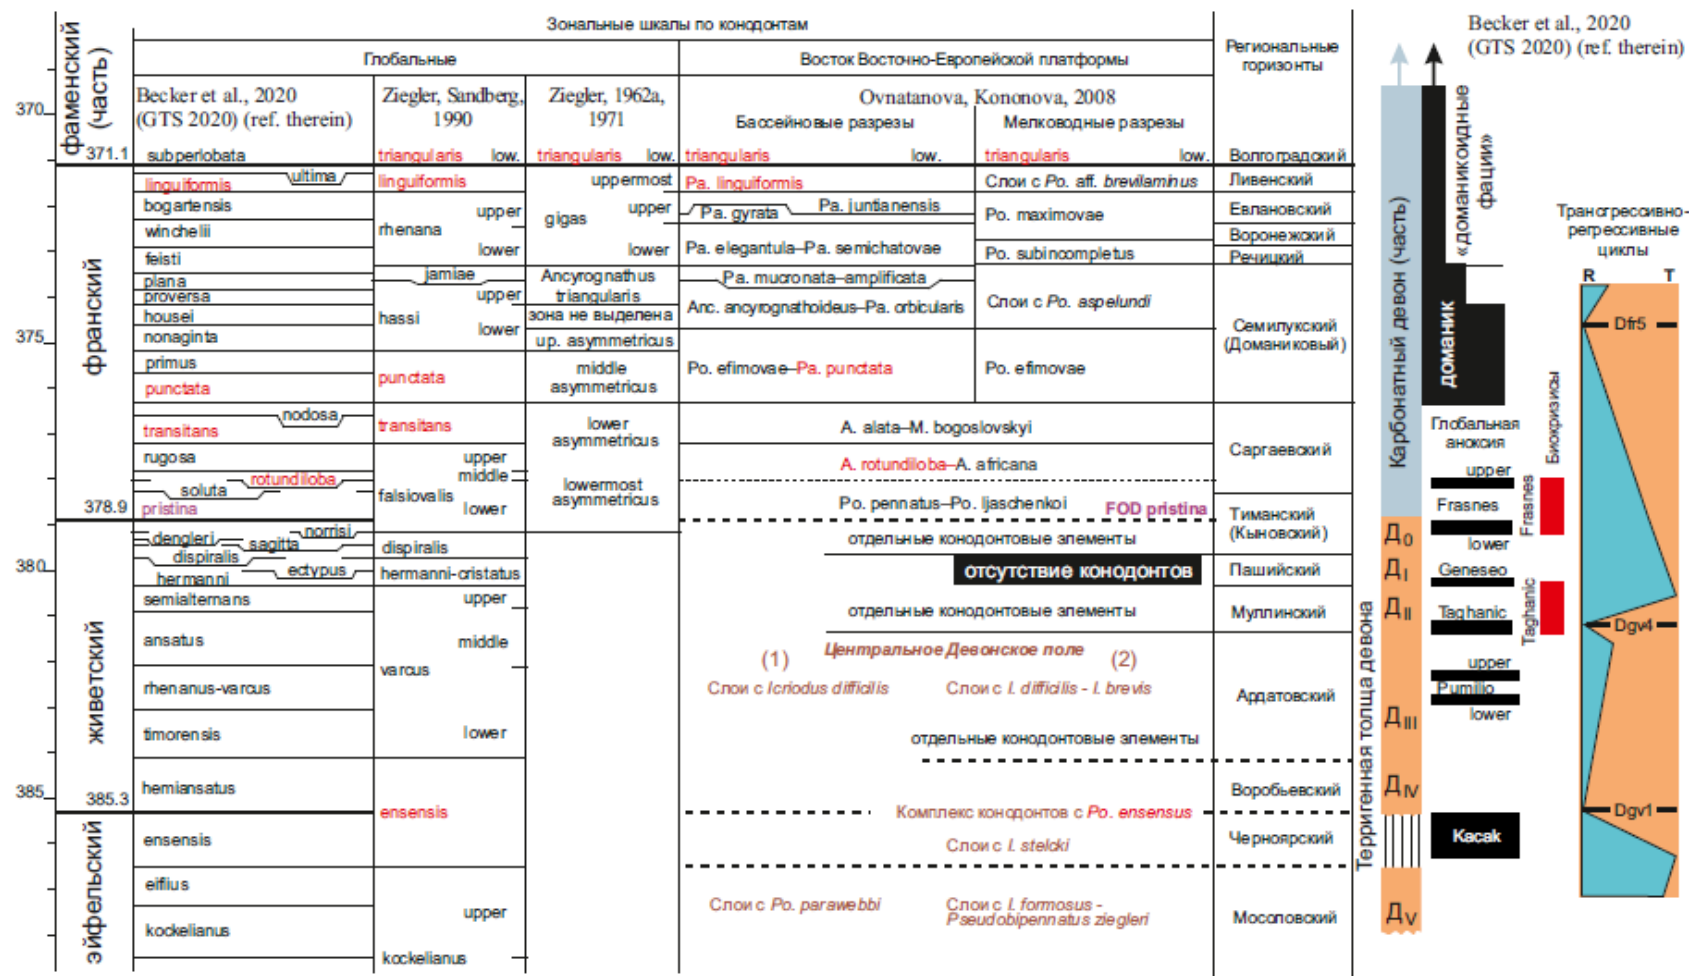 Зональные шкалы по конодонтам
Глобальные
Восток Восточно-Европейской платформы
Региональные
горизонты
Becker et al., 2020
(GTS 2020) (ref. therein)
Ziegler, Sandberg,
1990
Ziegler, 1962a,
1971
Ovnatanova, Kononova, 2008
Бассейновые разрезы
Мелководные разрезы
Becker et al., 2020
(GTS 2020) (ref. therein)
370
375
380
385
371.1
378.9
385.3
фаменский
(часть)
франский
живетский
эйфельский
subperlobata
linguiformis
ultima
bogartensis
winchelii
feisti
plana
proversa
housei
nonaginta
primus
punctata
nodosa
transitans
rugosa
rotundiloba
soluta
pristina
norrisi
dengleri
sagitta
dispiralis
ectypus
hermanni
semialternans
ansatus
rhenanus-varcus
timorensis
hemiansatus
ensensis
eiflius
kockelianus
triangularis low.
linguiformis
upper
rhenana
lower
jamiae
upper
hassi
lower
punctata
transitans
upper
middle
falsiovalis
lower
dispiralis
hermanni-cristatus
upper
middle
varcus
lower
ensensis
upper
kockelianus
triangularis low.
uppermost
upper
gigas
lower
Ancyrognathus
triangularis
зона не выделена
up. asymmetricus
middle
asymmetricus
lower
asymmetricus
lowermost
asymmetricus
triangularis low.
Pa. linguiformis
Pa. gyrata
Pa. juntianensis
Pa. elegantula–Pa. semichatovae
Pa. mucronata–amplificata
Anc. ancyrognathoideus–Pa. orbicularis
Po. efimovae–Pa. punctata
triangularis low.
Слои с Po. aff. brevilaminus
Po. maximovae
Po. subincompletus
Слои с Po. aspelundi
Po. efimovae
A. alata–M. bogoslovskyi
A. rotundiloba–A. africana
Po. pennatus–Po. ljaschenkoi
FOD pristina
отдельные конодонтовые элементы
отсутствие конодонтов
отдельные конодонтовые элементы
Центральное Девонское поле
(1)
(2)
Слои с Icriodus difficilis
Слои с I. difficilis - I. brevis
отдельные конодонтовые элементы
Комплекс конодонтов с Po. ensensus
Слои с I. stelcki
Слои с Po. parawebbi
Слои с I. formosus -
Pseudobipennatus ziegleri
Волгоградский
Ливенский
Евлановский
Воронежский
Речицкий
Семилукский
(Доманиковый)
Саргаевский
Тиманский
(Кыновский)
Пашийский
Муллинский
Ардатовский
Воробьевский
Черноярский
Мосоловский
Карбонатный девон (часть)
Терригенная толща девона
Д0
ДI
ДII
ДIII
ДIV
ДV
«доманикоидные
фации»
доманик
Глобальная
аноксия
upper
Frasnes
lower
Geneseo
Taghanic
upper
Pumilio
lower
Kacak
Биокризисы
Frasnes
Taghanic
Трансгрессивно-
регрессивные
циклы
R T
Dfr5
Dgv4
Dgv1